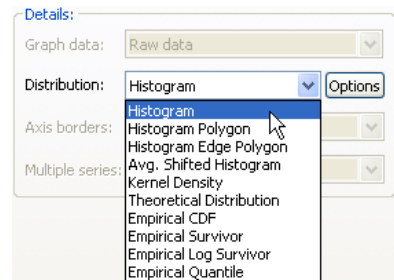 Details:
Graph data: Raw data
Distribution: Histogram Options
Histogram
Histogram Polygon
Axis borders:
Histogram Edge Polygon
Avg. Shifted Histogram
Multiple series:
Kernel Density
Theoretical Distribution
Empirical CDF
Empirical Survivor
Empirical Log Survivor
Empirical Quantile